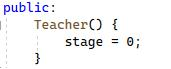 public:
    Teacher() {
        stage = 0;
    }